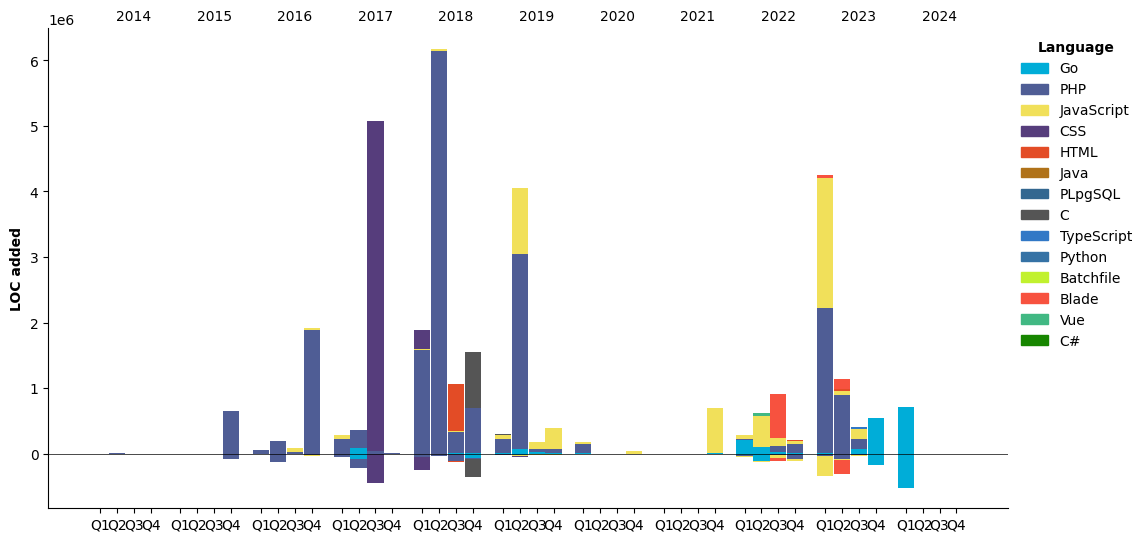 1e6
2014 2015 2016 2017 2018 2019 2020 2021 2022 2023 2024
Language
Go
PHP
JavaScript
CSS
HTML
Java
PLpgSQL
C
TypeScript
Python
Batchfile
Blade
Vue
C#
LOC added
6
5
4
3
2
1
0
Q1Q2Q3Q4 Q1Q2Q3Q4 Q1Q2Q3Q4 Q1Q2Q3Q4 Q1Q2Q3Q4 Q1Q2Q3Q4 Q1Q2Q3Q4 Q1Q2Q3Q4 Q1Q2Q3Q4 Q1Q2Q3Q4 Q1Q2Q3Q4